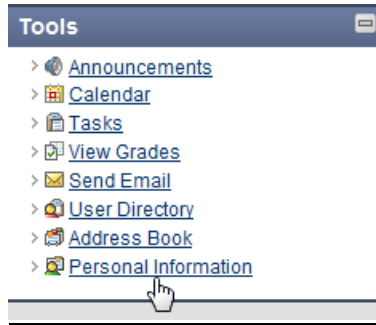 Tools
Announcements
Calendar
Tasks
View Grades
Send Email
User Directory
Address Book
Personal Information